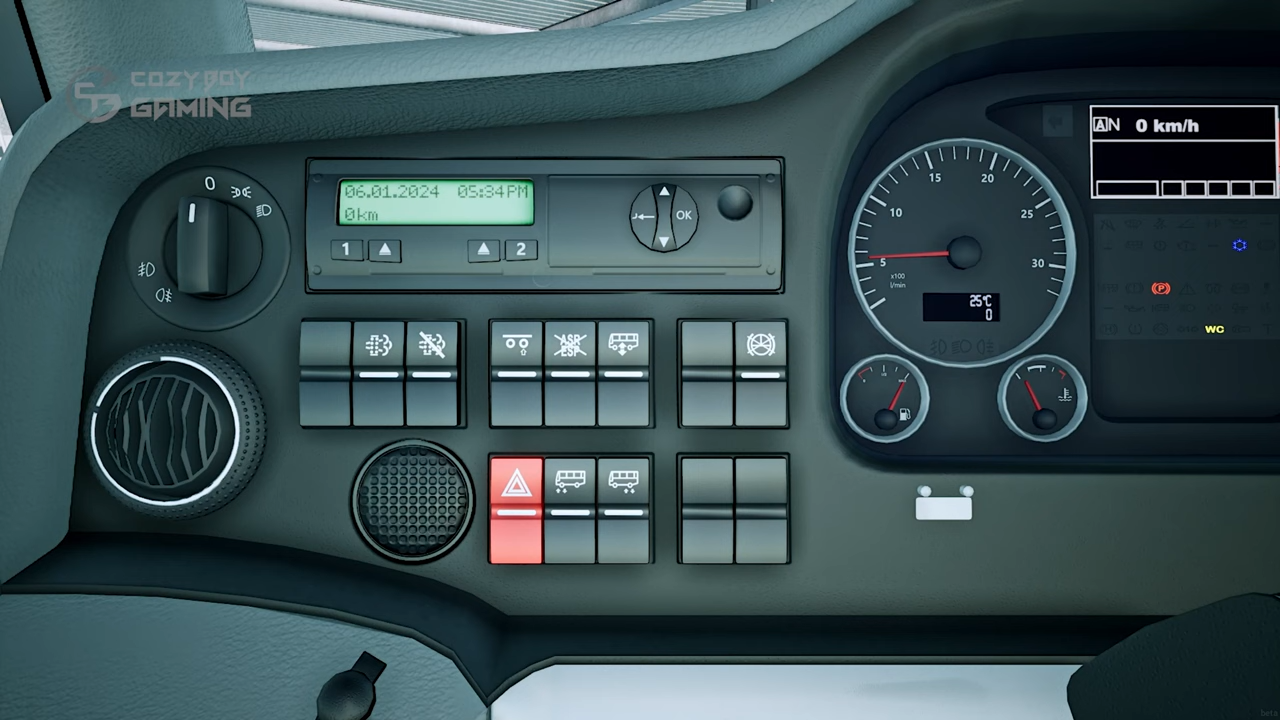 COZY BOY
GAMING
0
06.01.2024 05:34PM
0km
1
2
OK
ASR
ESP
5
10
15
20
25
30
x100
l/min
25°C
0
A N 0 km/h
P
WC